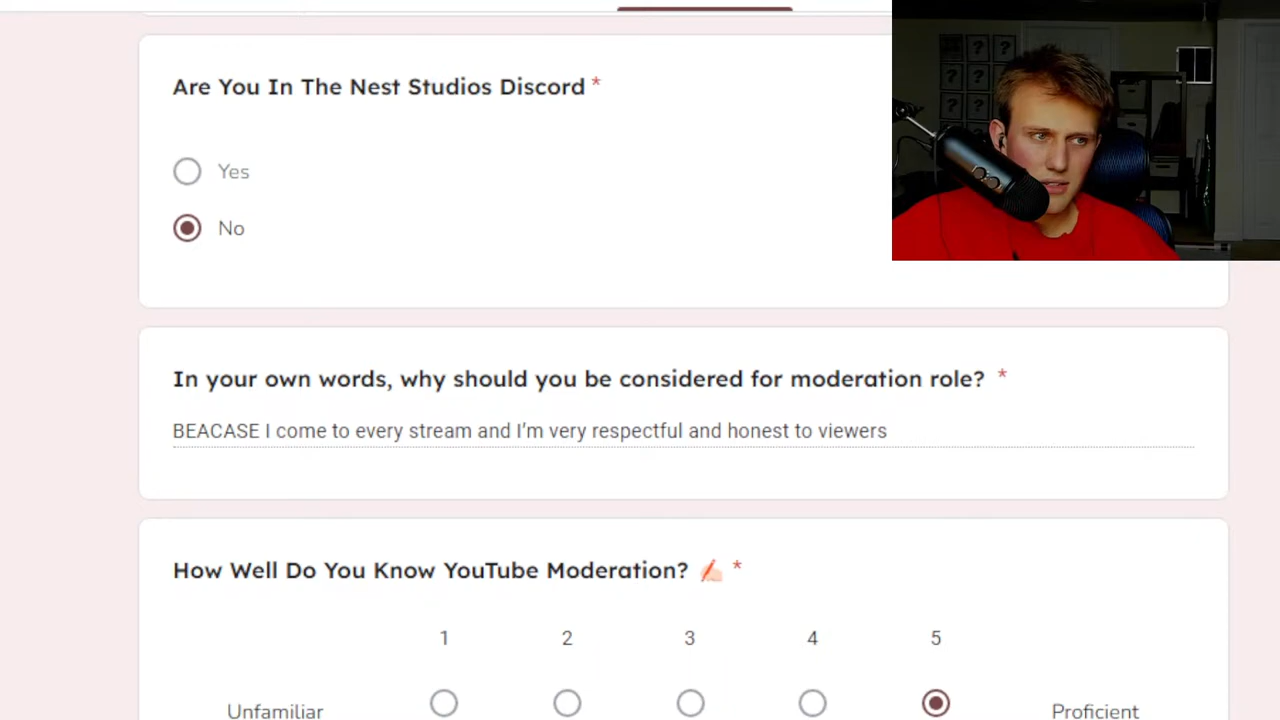 Are You In The Nest Studios Discord *
Yes
No
In your own words, why should you be considered for moderation role? *
BEACASE I come to every stream and I'm very respectful and honest to viewers
How Well Do You Know YouTube Moderation? ✍🏻 *
1 2 3 4 5
Unfamiliar Proficient
? ?
? ? ?
? ?